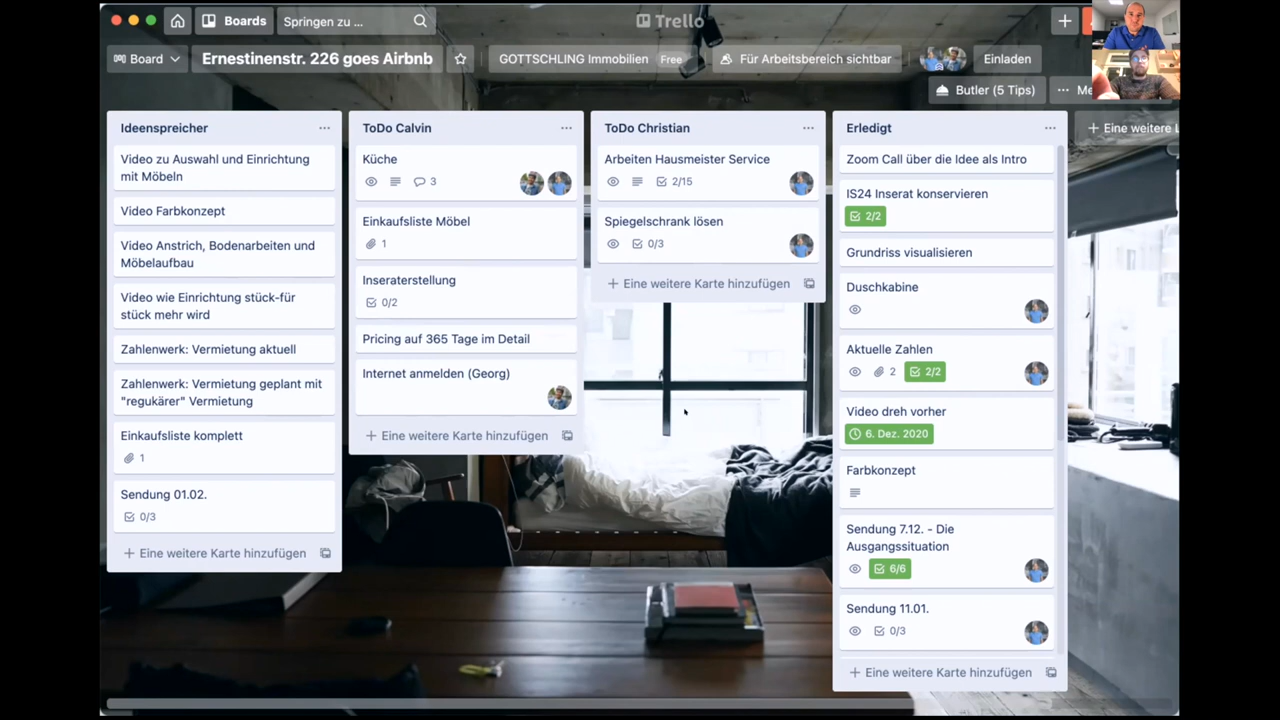 Boards
Springen zu ...
Trello
Board
Ernestinenstr. 226 goes Airbnb
GOTTSCHLING Immobilien Free
Für Arbeitsbereich sichtbar
Einladen
Butler (5 Tips)
... Me
Ideenspreicher
Video zu Auswahl und Einrichtung
mit Möbeln
Video Farbkonzept
Video Anstrich, Bodenarbeiten und
Möbelaufbau
Video wie Einrichtung stück-für
stück mehr wird
Zahlenwerk: Vermietung aktuell
Zahlenwerk: Vermietung geplant mit
"regukärer" Vermietung
Einkaufsliste komplett
1
Sendung 01.02.
0/3
+ Eine weitere Karte hinzufügen
ToDo Calvin
Küche
3
Einkaufsliste Möbel
1
Inseraterstellung
0/2
Pricing auf 365 Tage im Detail
Internet anmelden (Georg)
+ Eine weitere Karte hinzufügen
ToDo Christian
Arbeiten Hausmeister Service
2/15
Spiegelschrank lösen
0/3
+ Eine weitere Karte hinzufügen
Erledigt
Zoom Call über die Idee als Intro
IS24 Inserat konservieren
2/2
Grundriss visualisieren
Duschkabine
Aktuelle Zahlen
2 2/2
Video dreh vorher
6. Dez. 2020
Farbkonzept
Sendung 7.12. - Die
Ausgangssituation
6/6
Sendung 11.01.
0/3
+ Eine weitere Karte hinzufügen
+ Eine weitere L